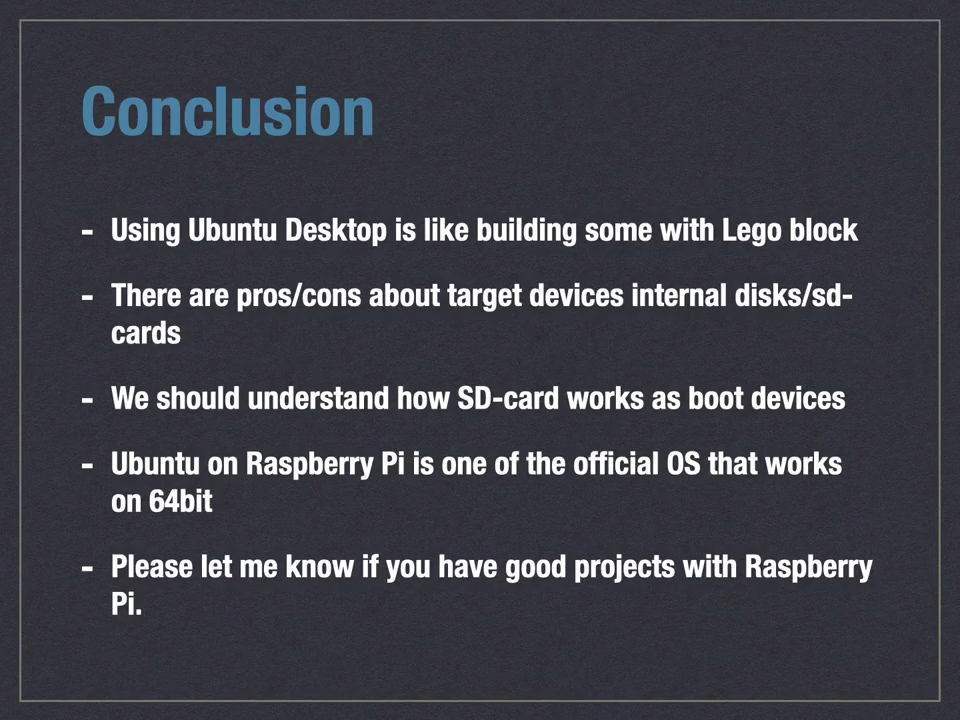 Conclusion
- Using Ubuntu Desktop is like building some with Lego block
- There are pros/cons about target devices internal disks/sd-
cards
- We should understand how SD-card works as boot devices
- Ubuntu on Raspberry Pi is one of the official OS that works
on 64bit
- Please let me know if you have good projects with Raspberry
Pi.